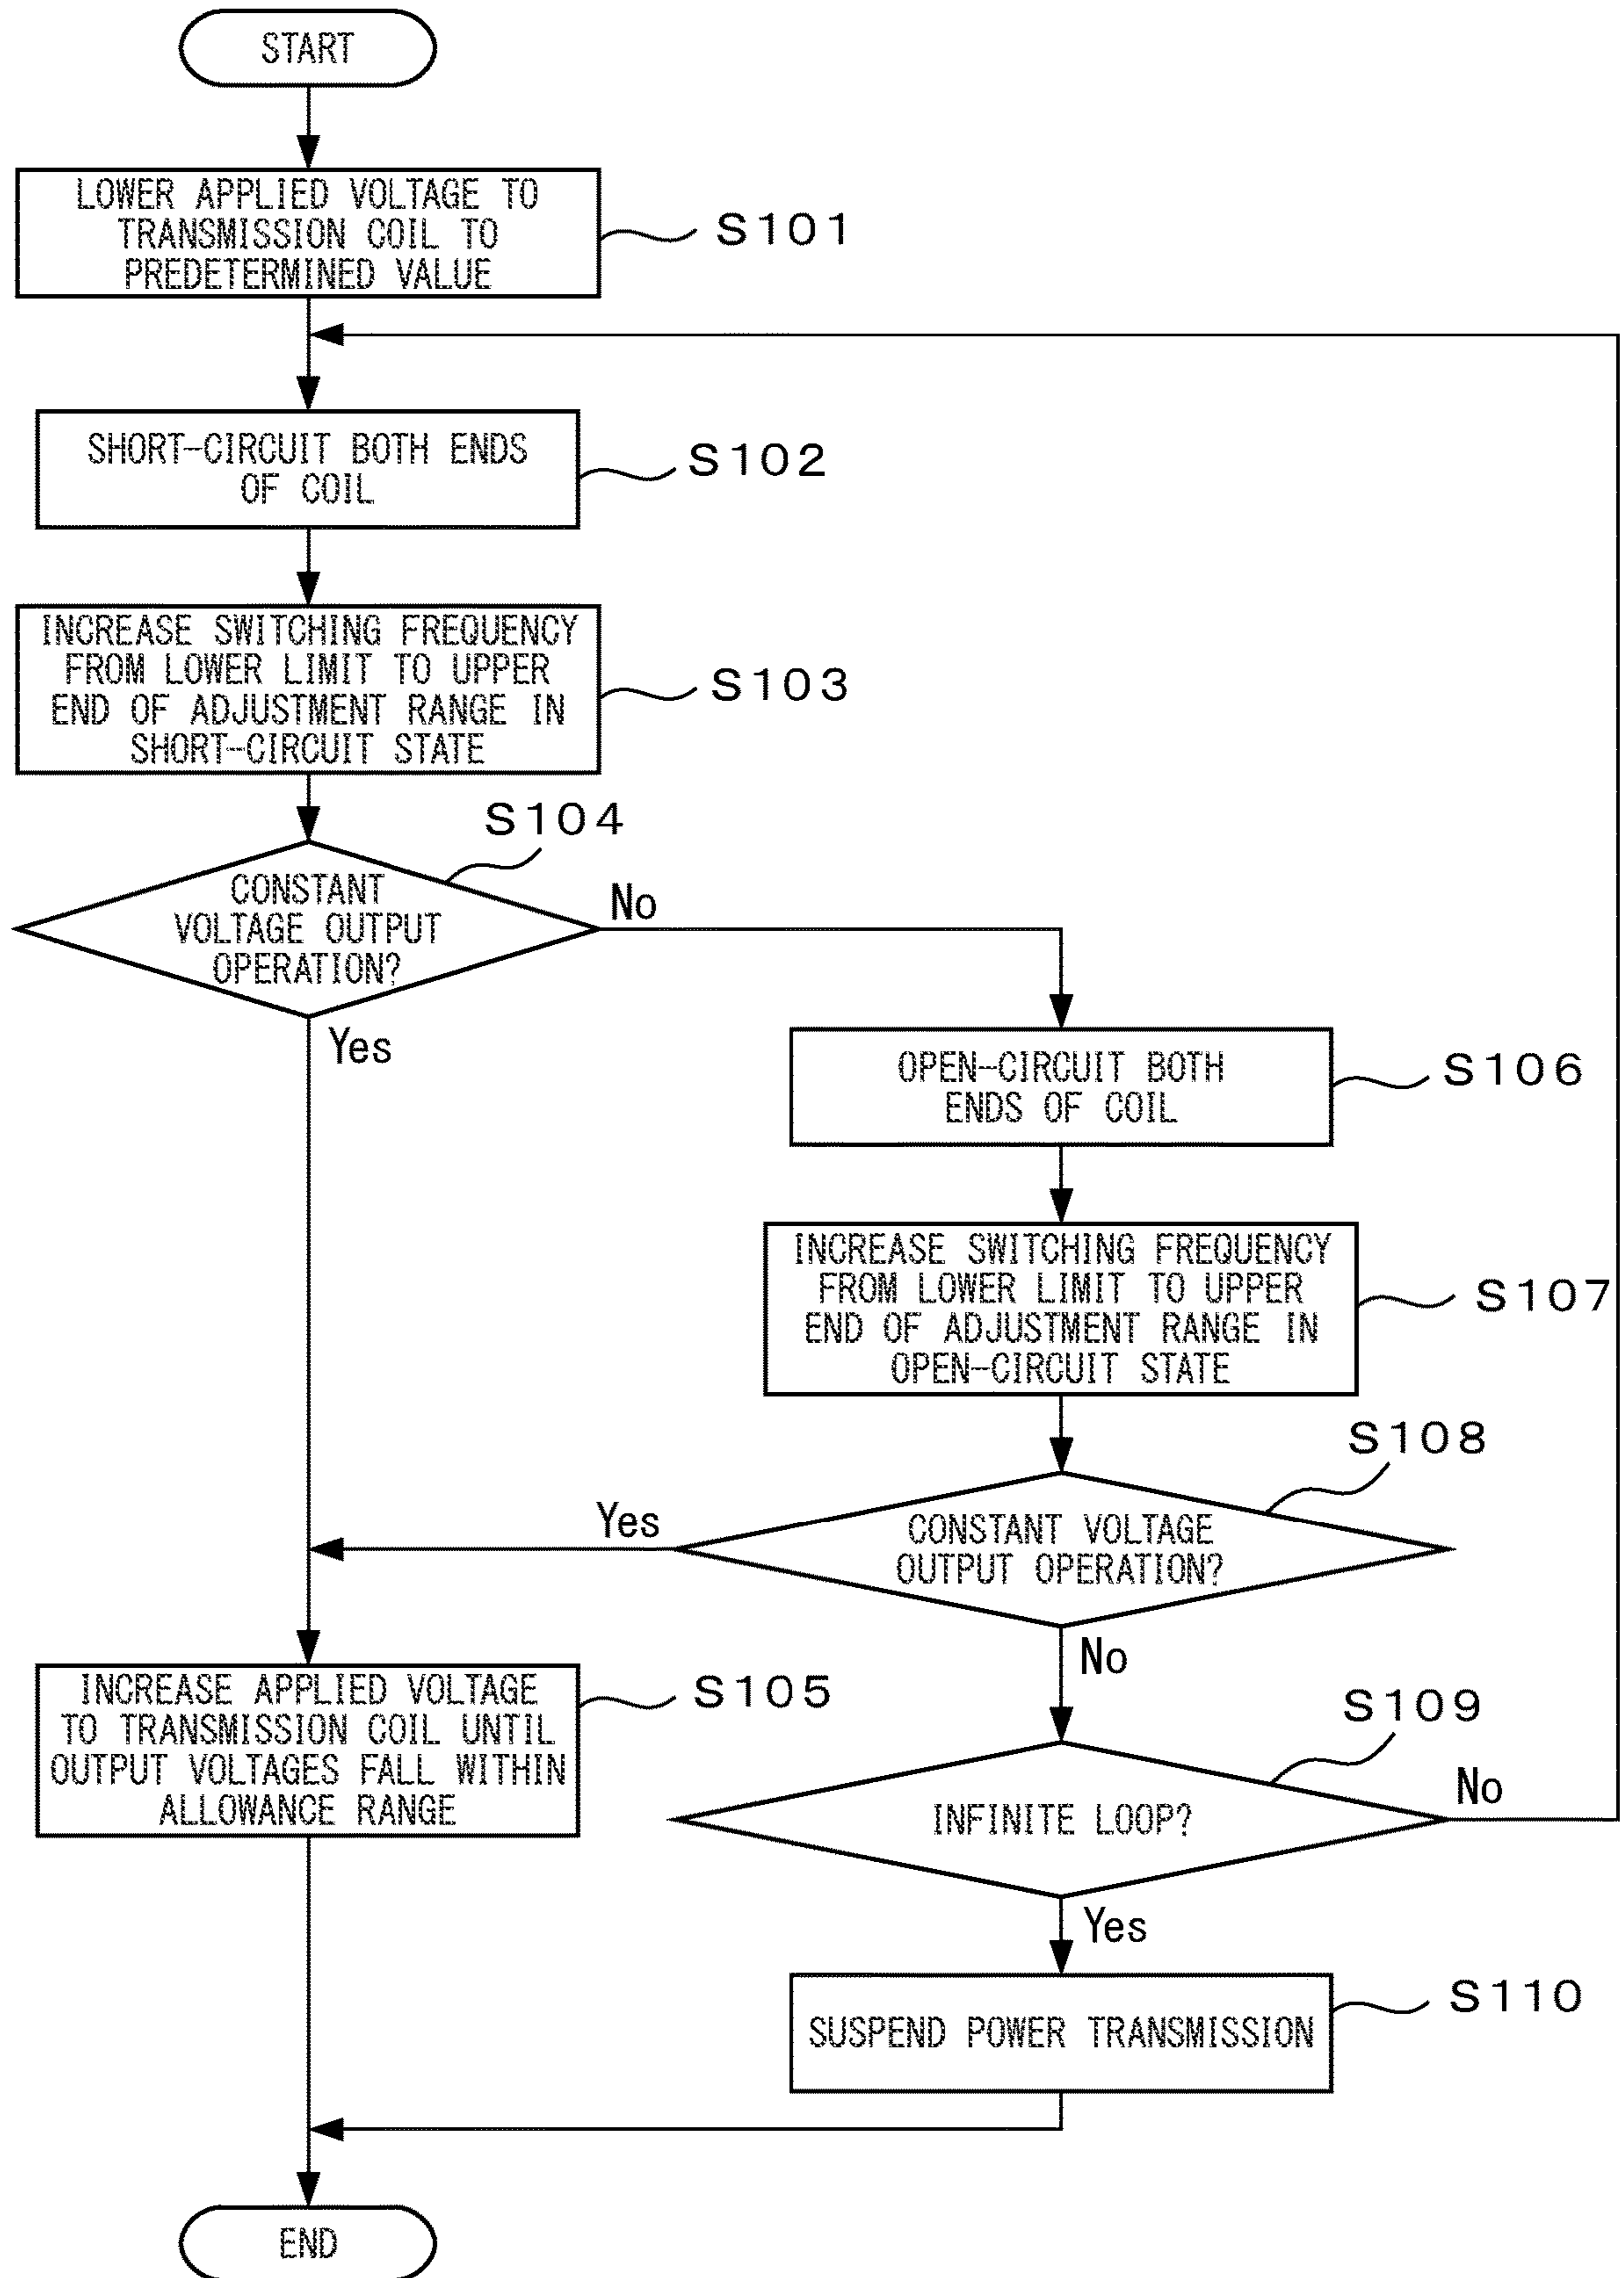 START
LOWER APPLIED VOLTAGE TO
TRANSMISSION COIL TO
PREDETERMINED VALUE
S101
SHORT-CIRCUIT BOTH ENDS
OF COIL
S102
INCREASE SWITCHING FREQUENCY
FROM LOWER LIMIT TO UPPER
END OF ADJUSTMENT RANGE IN
SHORT-CIRCUIT STATE
S103
S104
CONSTANT
VOLTAGE OUTPUT
OPERATION?
No
Yes
OPEN-CIRCUIT BOTH
ENDS OF COIL
S106
INCREASE SWITCHING FREQUENCY
FROM LOWER LIMIT TO UPPER
END OF ADJUSTMENT RANGE IN
OPEN-CIRCUIT STATE
S107
S108
Yes
CONSTANT VOLTAGE
OUTPUT OPERATION?
No
INCREASE APPLIED VOLTAGE
TO TRANSMISSION COIL UNTIL
OUTPUT VOLTAGES FALL WITHIN
ALLOWANCE RANGE
S105
S109
INFINITE LOOP?
No
Yes
SUSPEND POWER TRANSMISSION
S110
END